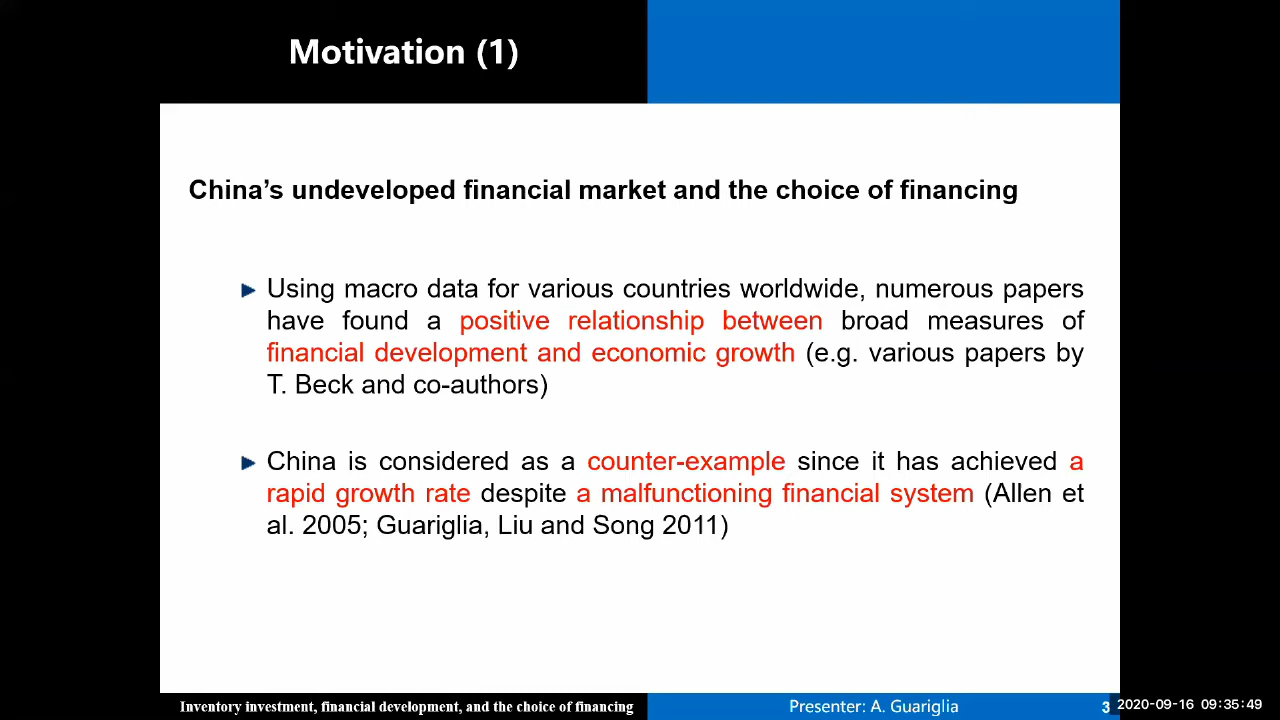 Motivation (1)
China’s undeveloped financial market and the choice of financing
Using macro data for various countries worldwide, numerous papers
have found a positive relationship between broad measures of
financial development and economic growth (e.g. various papers by
T. Beck and co-authors)
China is considered as a counter-example since it has achieved a
rapid growth rate despite a malfunctioning financial system (Allen et
al. 2005; Guariglia, Liu and Song 2011)
Inventory investment, financial development, and the choice of financing
Presenter: A. Guariglia
3
2020-09-16 09:35:49